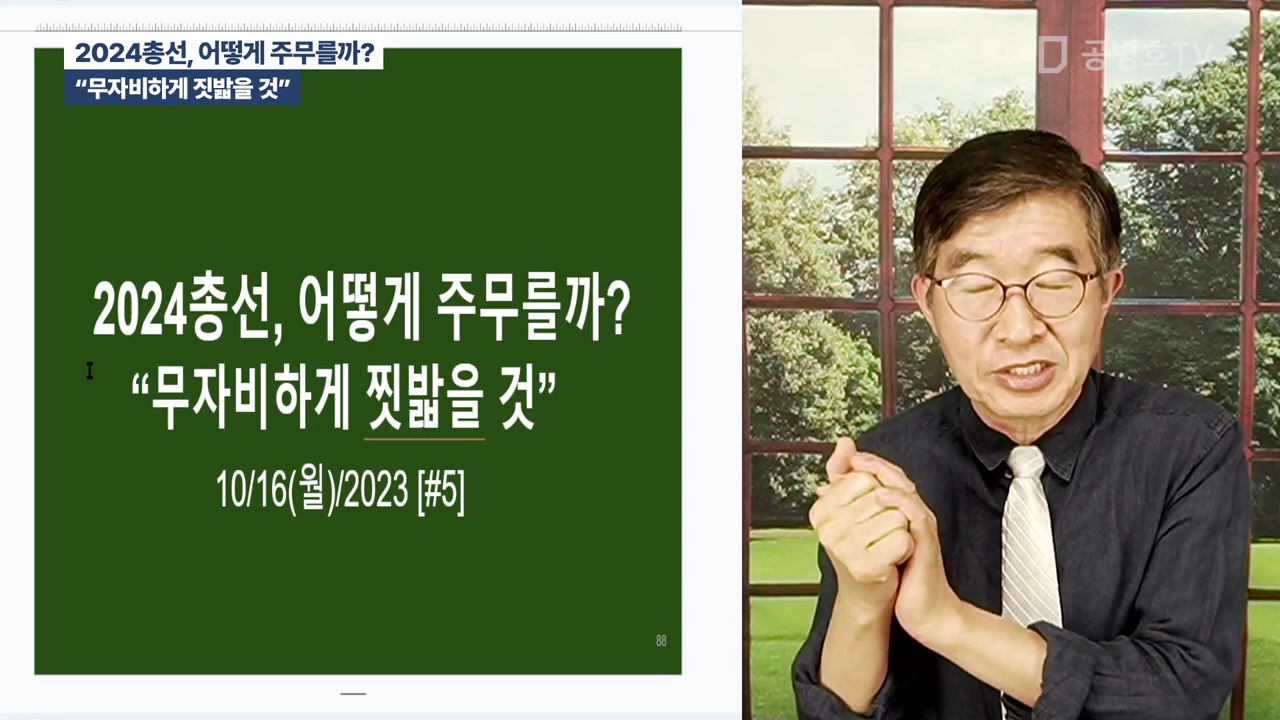 2024총선, 어떻게 주무를까?
“무자비하게 짓밟을 것”
공병호TV
2024총선, 어떻게 주무를까?
“무자비하게 찟밟을 것”
10/16(월)/2023 [#5]
88